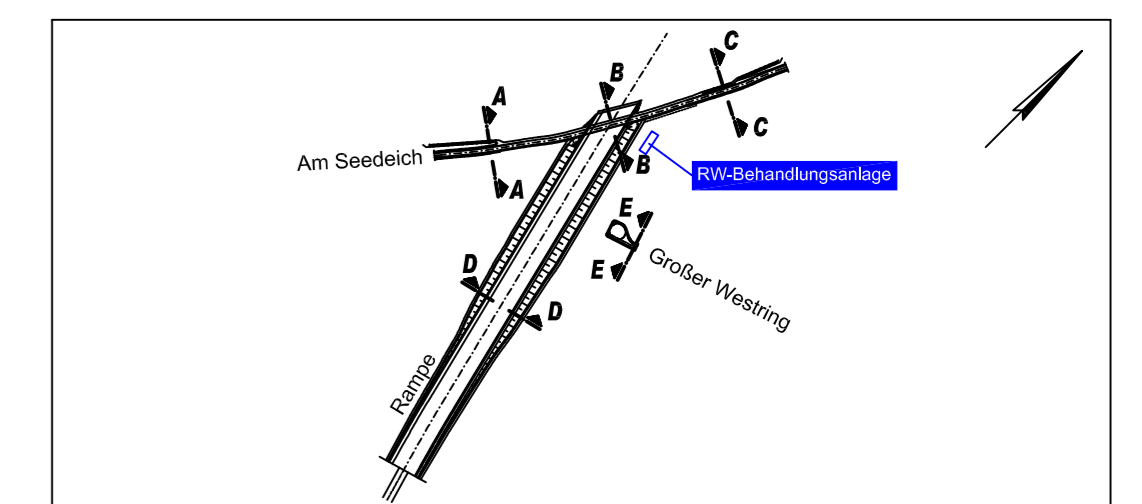 C
B
A
C
Am Seedeich
B
RW-Behandlungsanlage
A
E
D
E
Großer Westring
D
Rampe